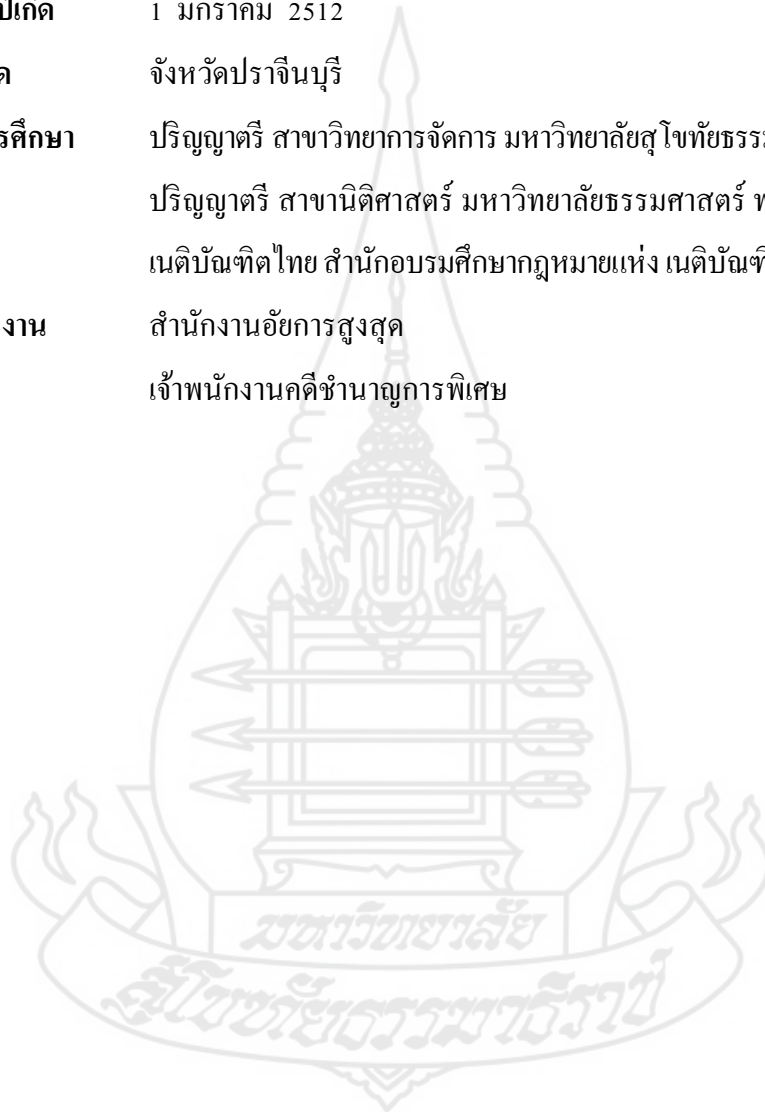 ปีเกิด 1 มกราคม 2512
ด จังหวัดปราจีนบุรี
รศึกษา ปริญญาตรี สาขาวิทยาการจัดการ มหาวิทยาลัยสุโขทัยธรรม
ปริญญาตรี สาขานิติศาสตร์ มหาวิทยาลัยธรรมศาสตร์ พ
เนติบัณฑิตไทย สำนักอบรมศึกษากฎหมายแห่ง เนติบัณฑิ
งาน สำนักงานอัยการสูงสุด
เจ้าพนักงานคดีชำนาญการพิเศษ
มหาวิทยาลัย
สุโขทัยธรรมาธิราช